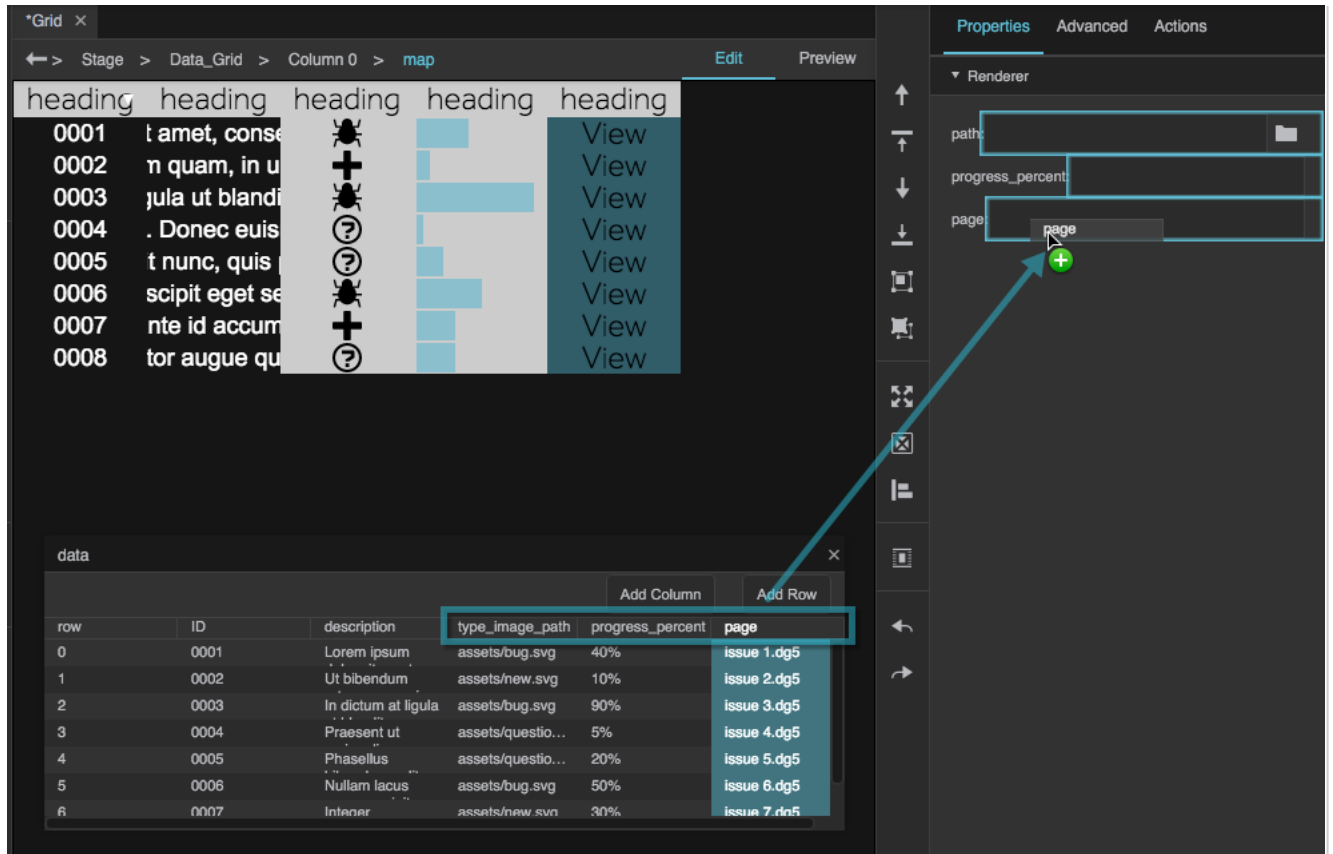 *Grid ×
Properties Advanced Actions
Stage > Data_Grid > Column 0 > map
Edit Preview
Renderer
heading heading heading heading heading
path:
progress_percent:
page:
page
0001 t amet, conse View
0002 n quam, in u View
0003 gula ut blandi View
0004 . Donec euis View
0005 t nunc, quis View
0006 scipit eget se View
0007 nte id accum View
0008 tor augue qu View
data ×
Add Column Add Row
row ID description type_image_path progress_percent page
0 0001 Lorem ipsum assets/bug.svg 40% issue 1.dg5
1 0002 Ut bibendum assets/new.svg 10% issue 2.dg5
2 0003 In dictum at ligula assets/bug.svg 90% issue 3.dg5
3 0004 Praesent ut assets/questio... 5% issue 4.dg5
4 0005 Phasellus assets/questio... 20% issue 5.dg5
5 0006 Nullam lacus assets/bug.svg 50% issue 6.dg5
6 0007 Integer assets/new.svg 30% issue 7.dg5